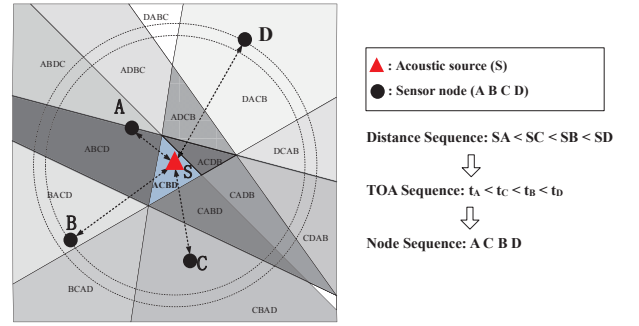 DABC
D
ABDC
ADBC
DACB
A
ADCB
ABCD
ACDB
DCAB
S
ACBD
BACD
CADB
CABD
B
CDAB
C
BCAD
CBAD
: Acoustic source (S)
: Sensor node (A B C D)
Distance Sequence: SA < SC < SB < SD
TOA Sequence: tA < tC < tB < tD
Node Sequence: A C B D